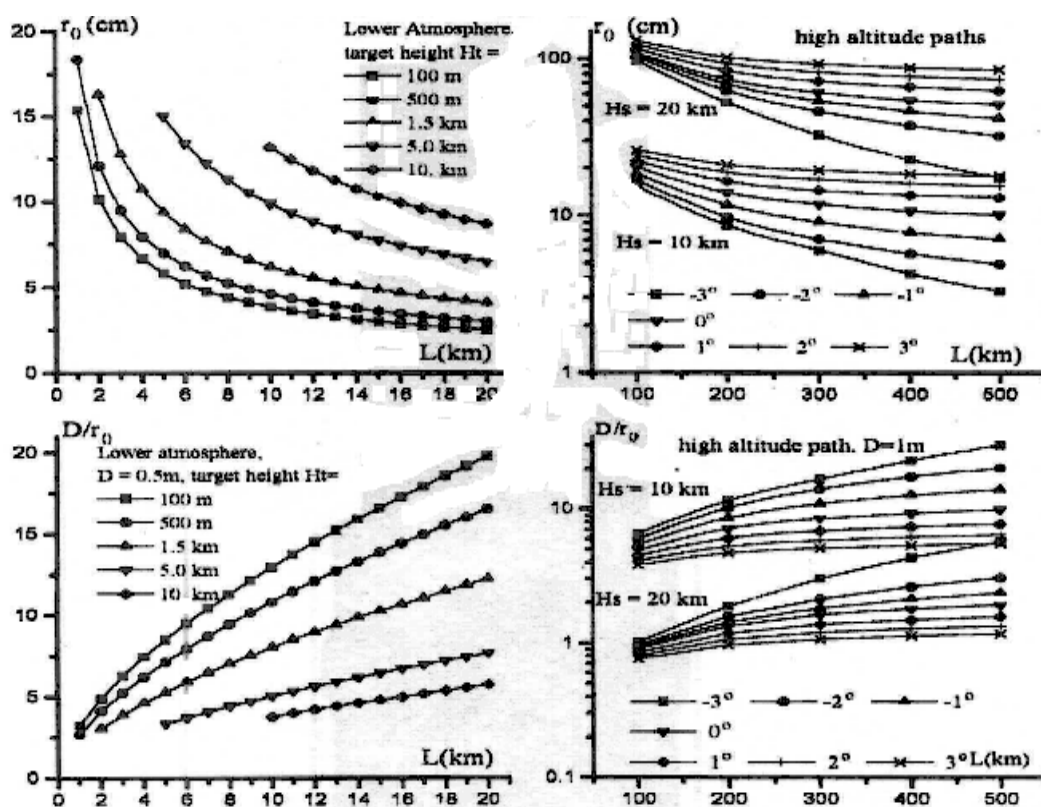 r₀ (cm)
Lower Atmosphere.
target height Ht =
100 m
500 m
1.5 km
5.0 km
10. km
20
15
10
5
0
L(km)
0 2 4 6 8 10 12 14 16 18 20
r₀ (cm)
high altitude paths
100
Hs = 20 km
10
Hs = 10 km
-3° -2° -1°
0°
1° 2° 3° L(km)
1
100 200 300 400 500
D/r₀
20
Lower atmosphere,
D = 0.5m, target height Ht=
100 m
500 m
1.5 km
5.0 km
10. km
15
10
5
0
L(km)
0 2 4 6 8 10 12 14 16 18 20
D/r₀
high altitude path. D=1m
Hs = 10 km
10
Hs = 20 km
1
-3° -2° -1°
0°
1° 2° 3° L(km)
0.1
100 200 300 400 500